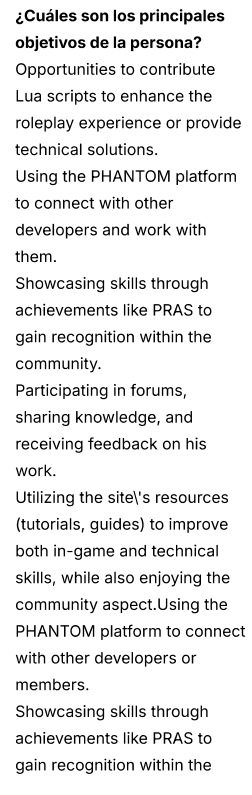 ¿Cuáles son los principales
objetivos de la persona?
Opportunities to contribute
Lua scripts to enhance the
roleplay experience or provide
technical solutions.
Using the PHANTOM platform
to connect with other
developers and work with
them.
Showcasing skills through
achievements like PRAS to
gain recognition within the
community.
Participating in forums,
sharing knowledge, and
receiving feedback on his
work.
Utilizing the site\'s resources
(tutorials, guides) to improve
both in-game and technical
skills, while also enjoying the
community aspect.Using the
PHANTOM platform to connect
with other developers or
members.
Showcasing skills through
achievements like PRAS to
gain recognition within the